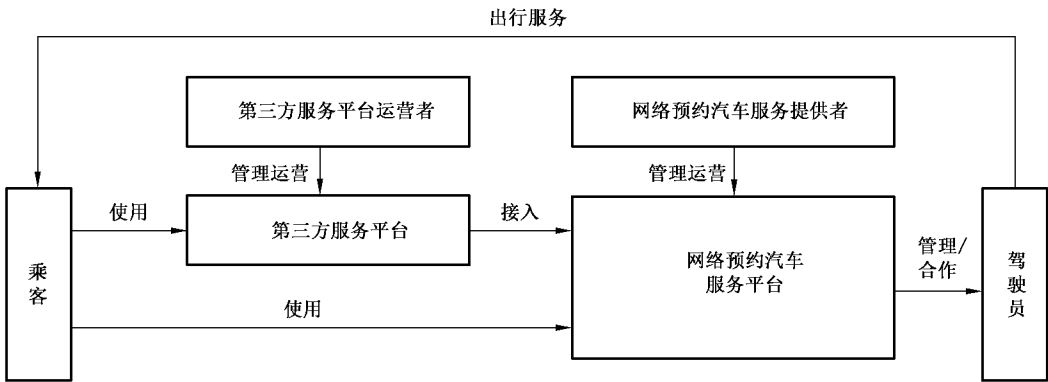 出行服务
第三方服务平台运营者
网络预约汽车服务提供者
管理运营
管理运营
使用
第三方服务平台
接入
乘
客
网络预约汽车
服务平台
管理/
合作
驾
驶
员
使用